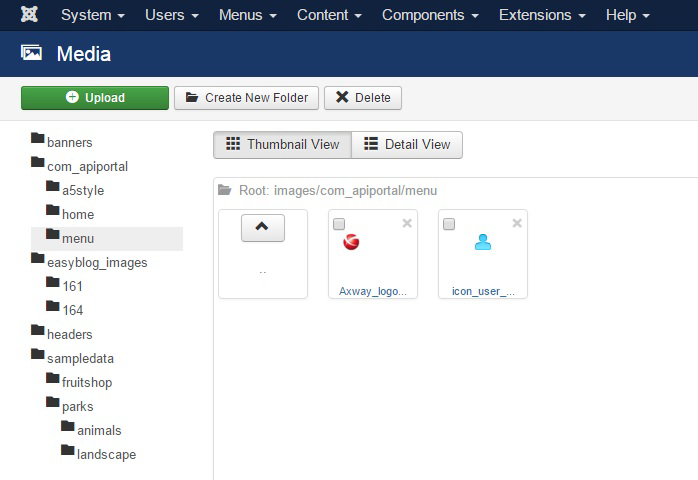 System Users Menus Content Components Extensions Help
Media
Upload Create New Folder Delete
banners
com_apiportal
a5style
home
menu
easyblog_images
161
164
headers
sampledata
fruitshop
parks
animals
landscape
Thumbnail View Detail View
Root: images/com_apiportal/menu
..
Axway_logo... icon_user_...